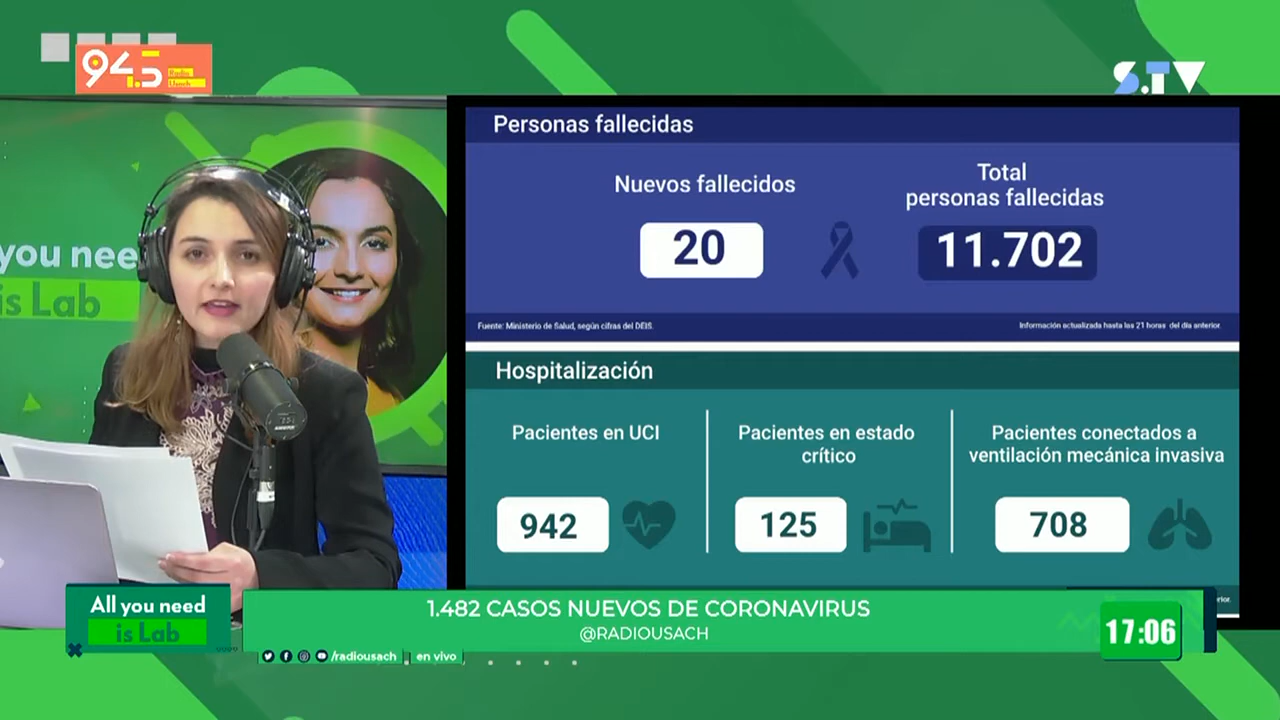 94.5
Radio
Usach
S.TV
you nee
is Lab
Personas fallecidas
Nuevos fallecidos
20
Total
personas fallecidas
11.702
Fuente: Ministerio de Salud, según cifras del DEIS.
Información actualizada hasta las 21 horas del día anterior.
Hospitalización
Pacientes en UCI
942
Pacientes en estado
crítico
125
Pacientes conectados a
ventilación mecánica invasiva
708
All you need
is Lab
1.482 CASOS NUEVOS DE CORONAVIRUS
@RADIOUSACH
17:06
/radiousach
en vivo